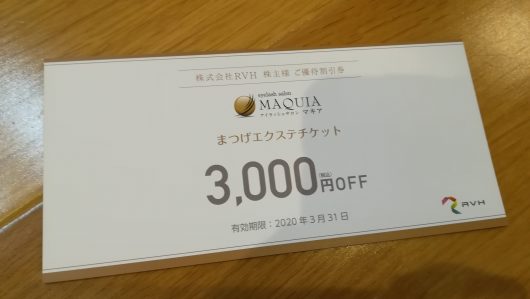 株式会社RVH 株主様 ご優待割引券
eyelash salon
MAQUIA
アイラッシュサロン マキア
まつげエクステチケット
3,000円(税込)OFF
有効期限：2020年3月31日
RVH